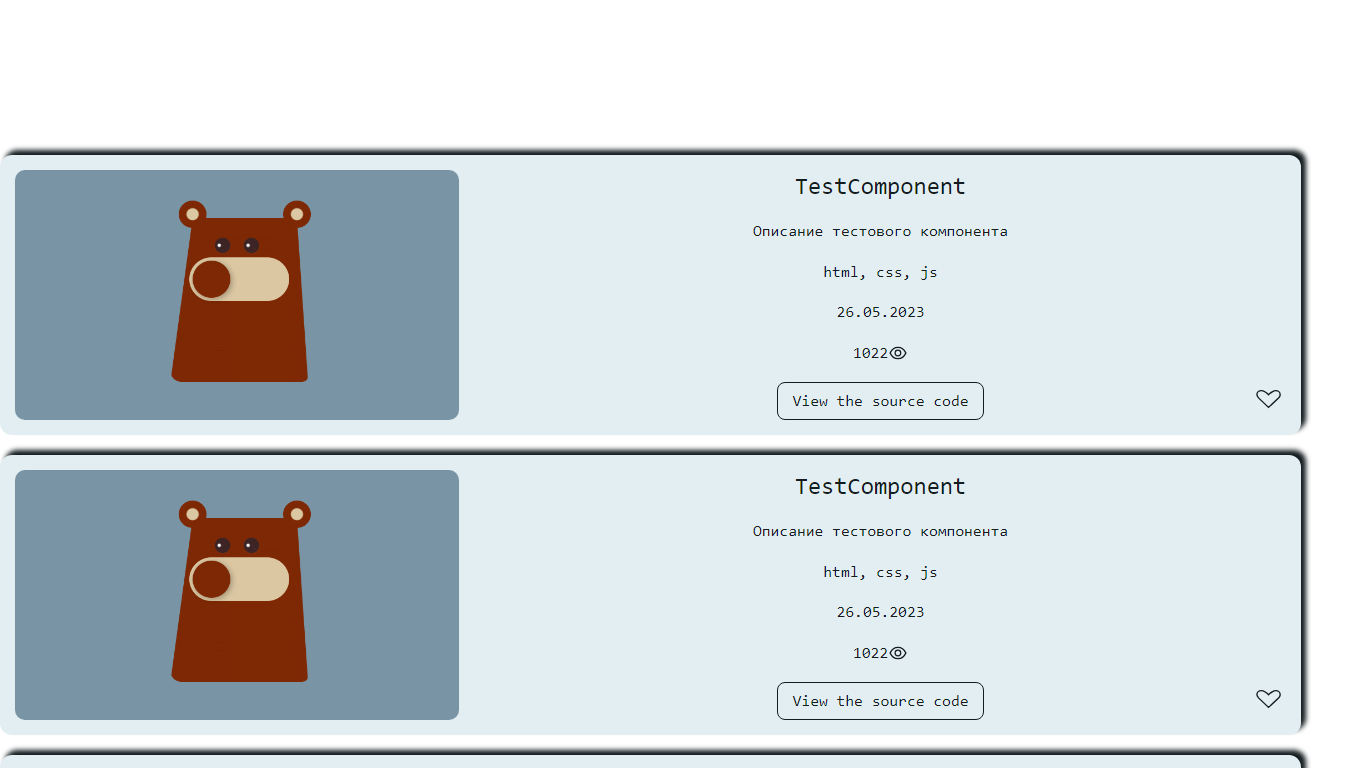 TestComponent
Описание тестового компонента
html, css, js
26.05.2023
1022
View the source code
TestComponent
Описание тестового компонента
html, css, js
26.05.2023
1022
View the source code